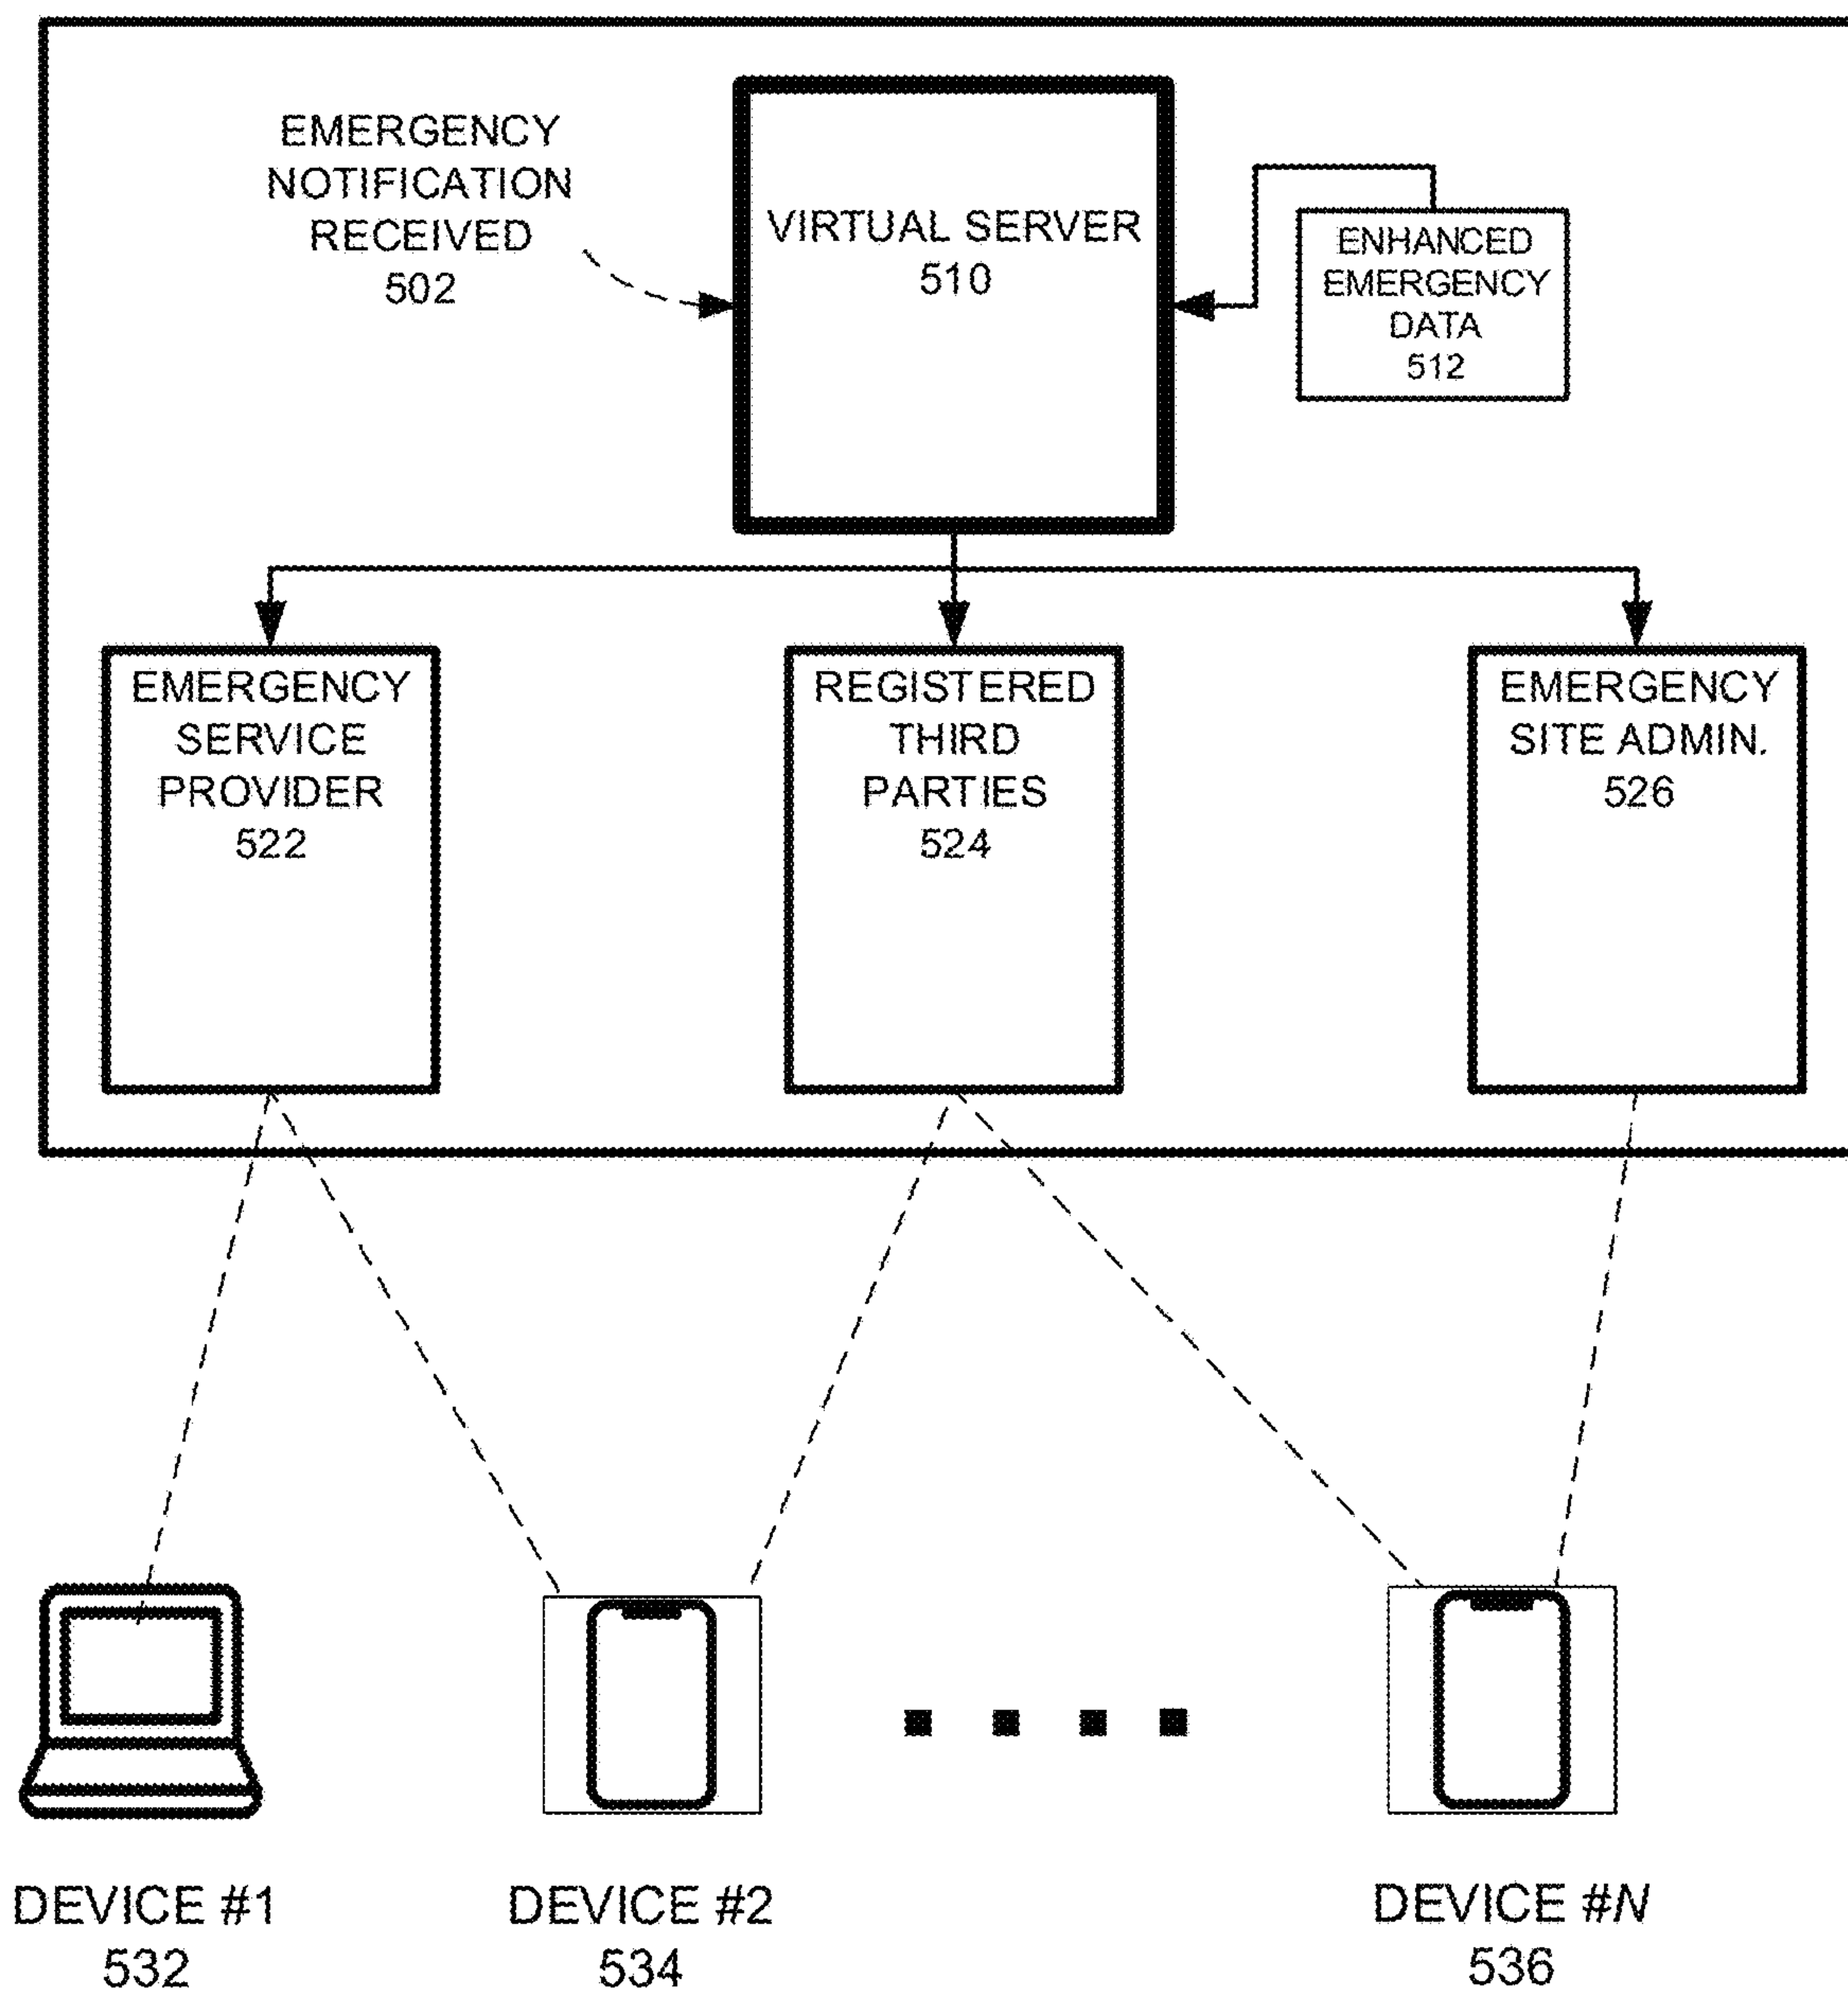 EMERGENCY
NOTIFICATION
RECEIVED
502
VIRTUAL SERVER
510
ENHANCED
EMERGENCY
DATA
512
EMERGENCY
SERVICE
PROVIDER
522
REGISTERED
THIRD
PARTIES
524
EMERGENCY
SITE ADMIN.
526
DEVICE #1
532
DEVICE #2
534
DEVICE #N
536